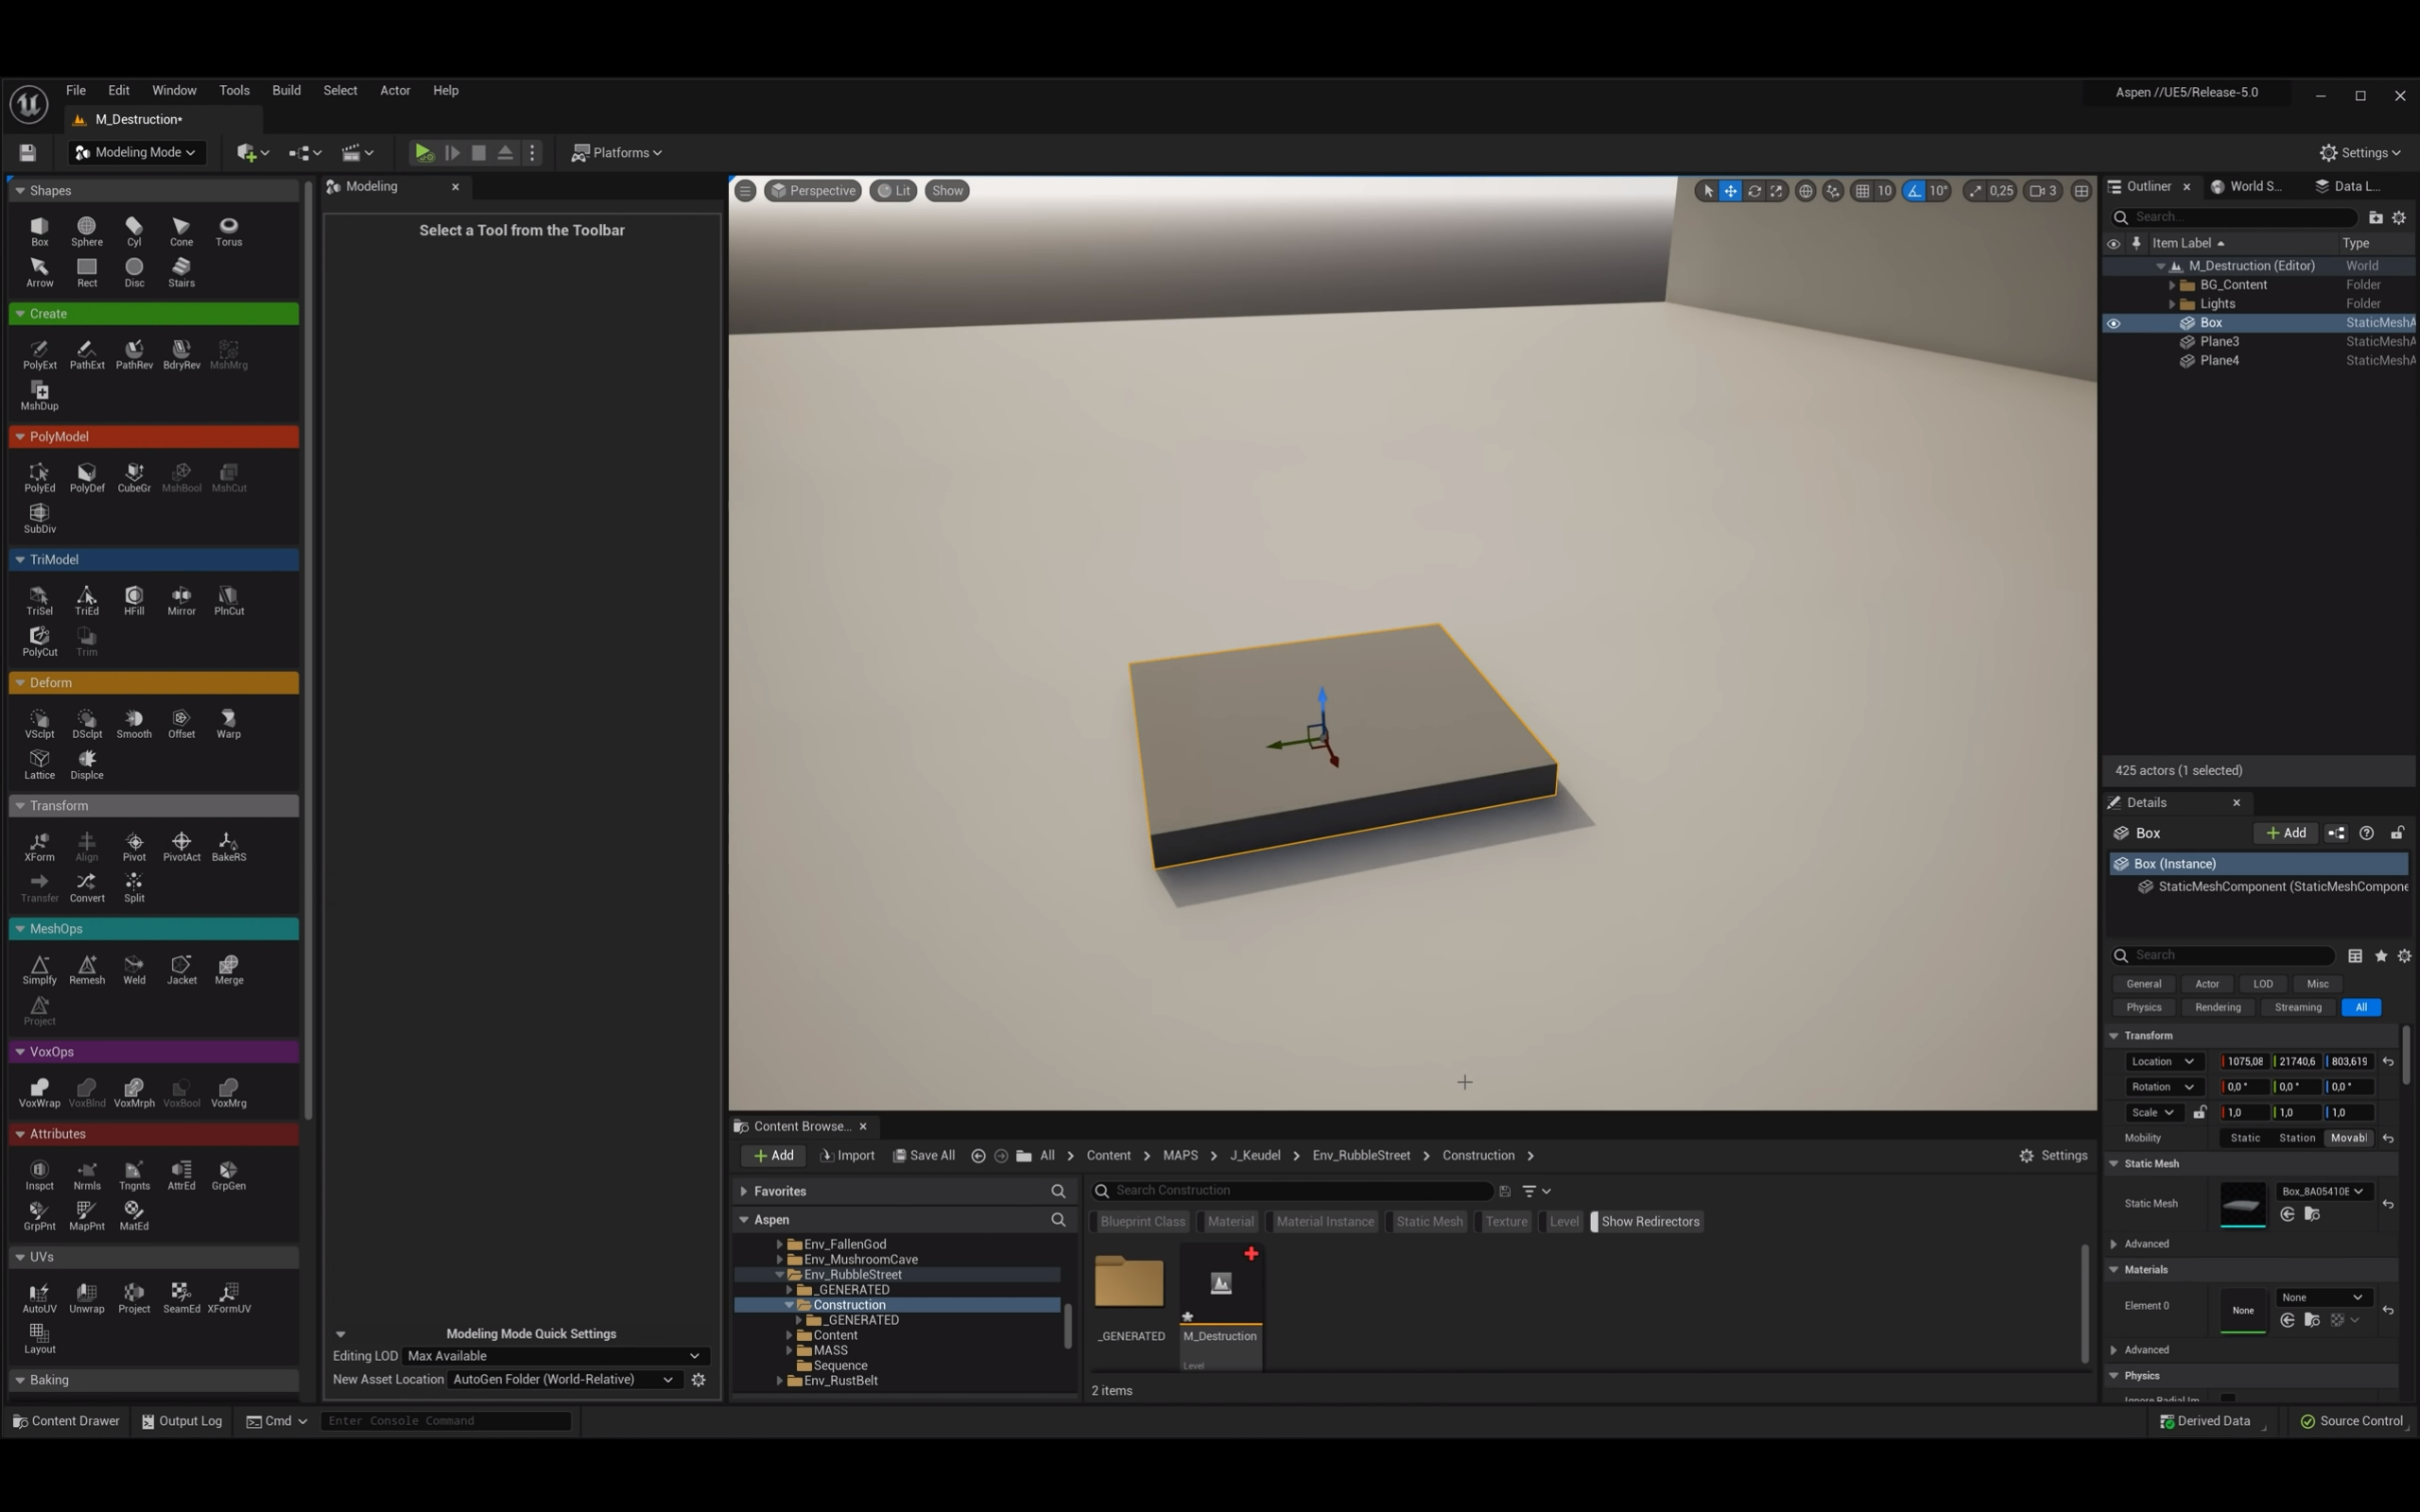 File Edit Window Tools Build Select Actor Help
Aspen //UE5/Release-5.0
M_Destruction*
Modeling Mode
Platforms
Settings
Shapes
Box Sphere Cyl Cone Torus
Arrow Rect Disc Stairs
Create
PolyExt PathExt PathRev BdryRev MshMrg
MshDup
PolyModel
PolyEd PolyDef CubeGr MshBool MshCut
SubDiv
TriModel
TriSel TriEd HFill Mirror PlnCut
PolyCut Trim
Deform
VSclpt DSclpt Smooth Offset Warp
Lattice Displce
Transform
XForm Align Pivot PivotAct BakeRS
Transfer Convert Split
MeshOps
Simplfy Remesh Weld Jacket Merge
Project
VoxOps
VoxWrap VoxBlnd VoxMrph VoxBool VoxMrg
Attributes
Inspct Nrmls Tngnts AttrEd GrpGen
GrpPnt MapPnt MatEd
UVs
AutoUV Unwrap Project SeamEd XFormUV
Layout
Baking
Modeling
Select a Tool from the Toolbar
Modeling Mode Quick Settings
Editing LOD Max Available
New Asset Location AutoGen Folder (World-Relative)
Perspective Lit Show
10 10° 0,25 3
Content Browse...
Add Import Save All All Content MAPS J_Keudel Env_RubbleStreet Construction
Settings
Favorites
Aspen
Env_FallenGod
Env_MushroomCave
Env_RubbleStreet
_GENERATED
Construction
_GENERATED
Content
MASS
Sequence
Env_RustBelt
Search Construction
Blueprint Class Material Material Instance Static Mesh Texture Level Show Redirectors
_GENERATED
M_Destruction
Level
2 items
Outliner World S... Data L...
Search...
Item Label Type
M_Destruction (Editor) World
BG_Content Folder
Lights Folder
Box StaticMeshA
Plane3 StaticMeshA
Plane4 StaticMeshA
425 actors (1 selected)
Details
Box Add
Box (Instance)
StaticMeshComponent (StaticMeshCompone
Search
General Actor LOD Misc
Physics Rendering Streaming All
Transform
Location 1075,08 21740,6 803,619
Rotation 0,0 ° 0,0 ° 0,0 °
Scale 1,0 1,0 1,0
Mobility Static Station Movabl
Static Mesh
Static Mesh Box_8A05410E
Advanced
Materials
Element 0 None None
Advanced
Physics
Ignore Radial Im
Content Drawer Output Log Cmd Enter Console Command
Derived Data Source Control